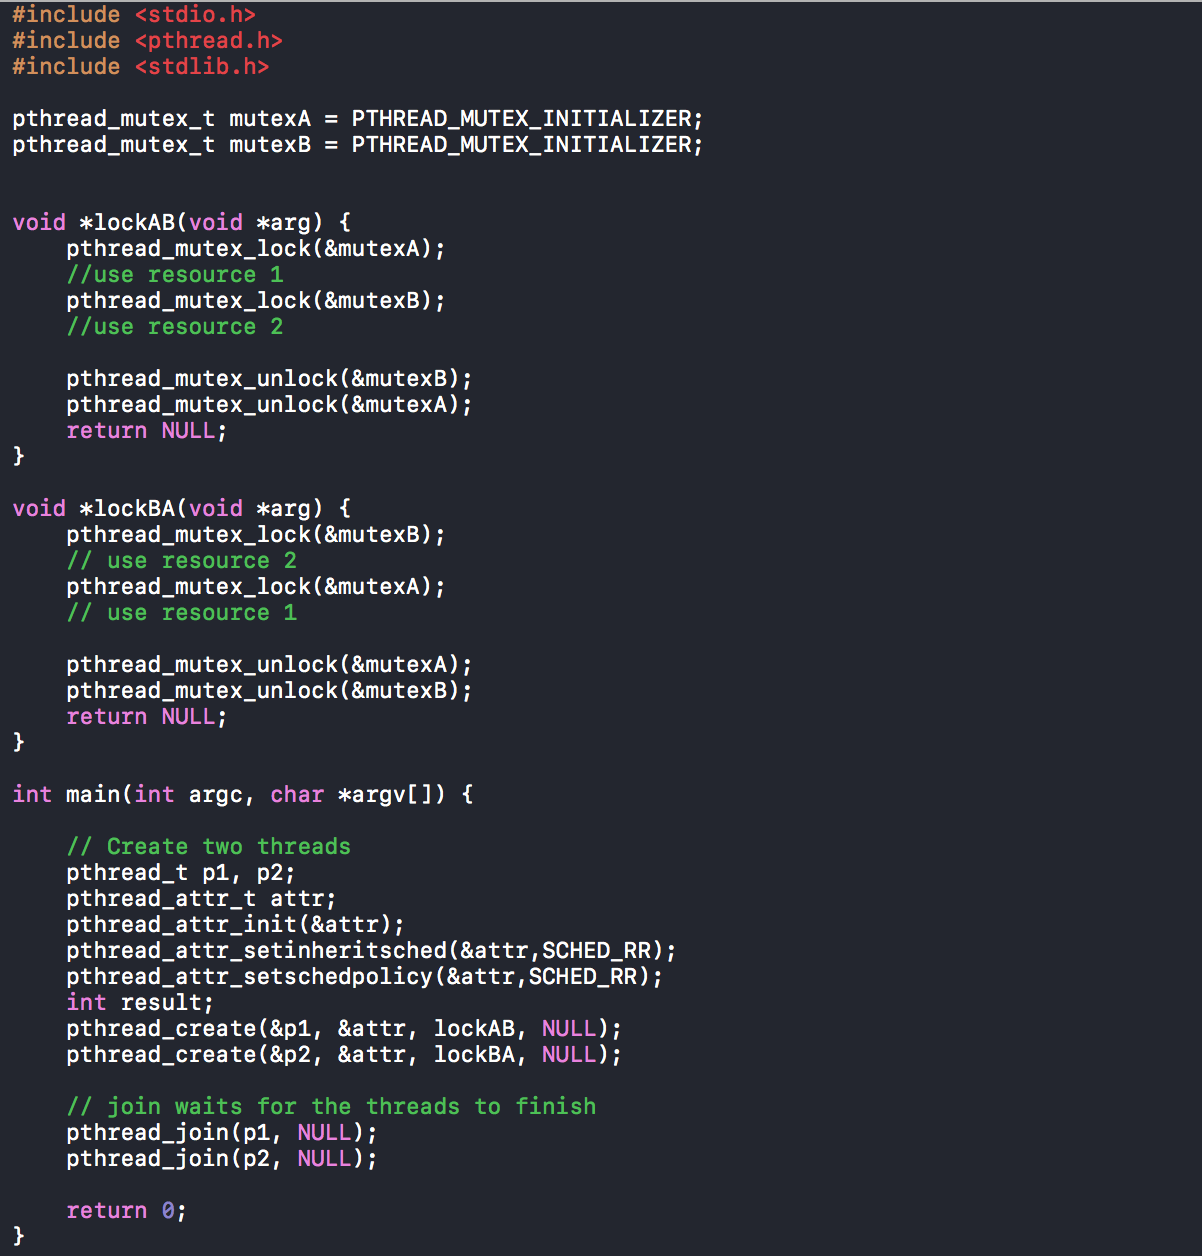 #include <stdio.h>
#include <pthread.h>
#include <stdlib.h>
pthread_mutex_t mutexA = PTHREAD_MUTEX_INITIALIZER;
pthread_mutex_t mutexB = PTHREAD_MUTEX_INITIALIZER;
void *lockAB(void *arg) {
pthread_mutex_lock(&mutexA);
//use resource 1
pthread_mutex_lock(&mutexB);
//use resource 2
pthread_mutex_unlock(&mutexB);
pthread_mutex_unlock(&mutexA);
return NULL;
}
void *lockBA(void *arg) {
pthread_mutex_lock(&mutexB);
// use resource 2
pthread_mutex_lock(&mutexA);
// use resource 1
pthread_mutex_unlock(&mutexA);
pthread_mutex_unlock(&mutexB);
return NULL;
}
int main(int argc, char *argv[]) {
// Create two threads
pthread_t p1, p2;
pthread_attr_t attr;
pthread_attr_init(&attr);
pthread_attr_setinheritsched(&attr,SCHED_RR);
pthread_attr_setschedpolicy(&attr,SCHED_RR);
int result;
pthread_create(&p1, &attr, lockAB, NULL);
pthread_create(&p2, &attr, lockBA, NULL);
// join waits for the threads to finish
pthread_join(p1, NULL);
pthread_join(p2, NULL);
return 0;
}